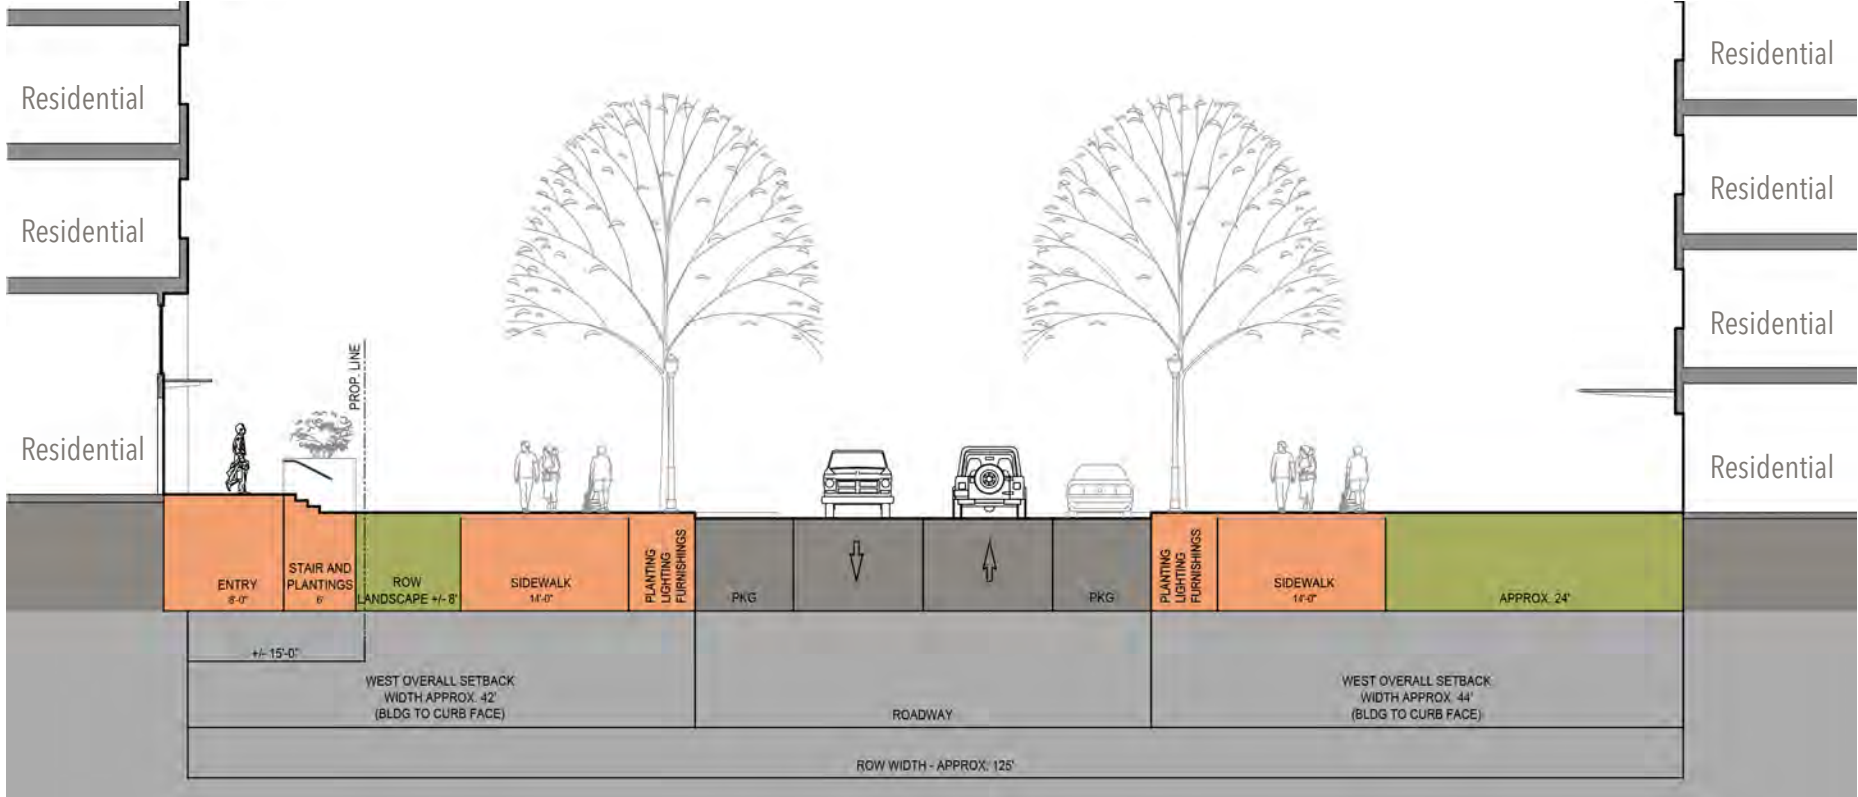 Residential
Residential
Residential
Residential
Residential
Residential
Residential
PROP. LINE
ENTRY
8'-0"
STAIR AND
PLANTINGS
6'
ROW
LANDSCAPE +/- 8'
SIDEWALK
14'-0"
PLANTING
LIGHTING
FURNISHINGS
PKG
PKG
PLANTING
LIGHTING
FURNISHINGS
SIDEWALK
14'-0"
APPROX. 24'
+/- 15'-0"
WEST OVERALL SETBACK
WIDTH APPROX. 42'
(BLDG TO CURB FACE)
ROADWAY
WEST OVERALL SETBACK
WIDTH APPROX. 44'
(BLDG TO CURB FACE)
ROW WIDTH - APPROX. 125'